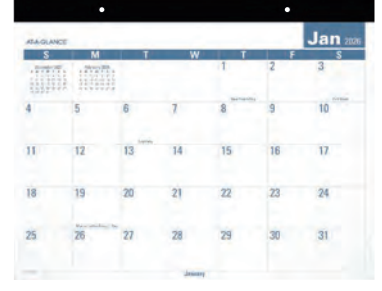 Jan 2026
AT-A-GLANCE
S M T W T F S
1 2 3
4 5 6 7 8 9 10
11 12 13 14 15 16 17
18 19 20 21 22 23 24
25 26 27 28 29 30 31
January